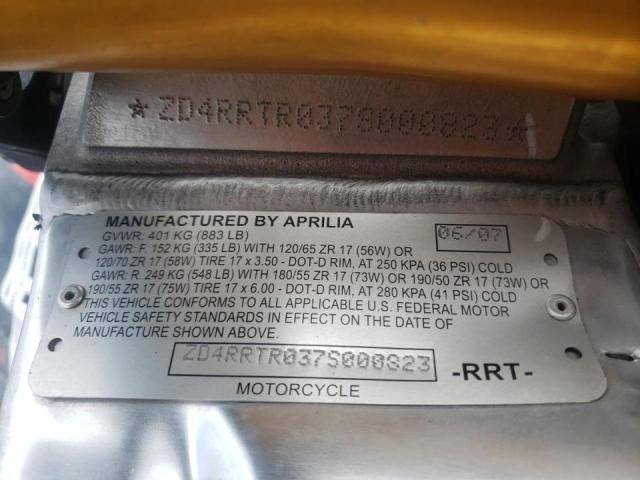 *ZD4RRTR037S000823*
MANUFACTURED BY APRILIA
GVWR: 401 KG (883 LB)
06/07
GAWR: F. 152 KG (335 LB) WITH 120/65 ZR 17 (56W) OR
120/70 ZR 17 (58W) TIRE 17 x 3.50 - DOT-D RIM, AT 250 KPA (36 PSI) COLD
GAWR: R. 249 KG (548 LB) WITH 180/55 ZR 17 (73W) OR 190/50 ZR 17 (73W) OR
190/55 ZR 17 (75W) TIRE 17 x 6.00 - DOT-D RIM, AT 280 KPA (41 PSI) COLD
THIS VEHICLE CONFORMS TO ALL APPLICABLE U.S. FEDERAL MOTOR
VEHICLE SAFETY STANDARDS IN EFFECT ON THE DATE OF
MANUFACTURE SHOWN ABOVE.
ZD4RRTR037S000823
-RRT-
MOTORCYCLE